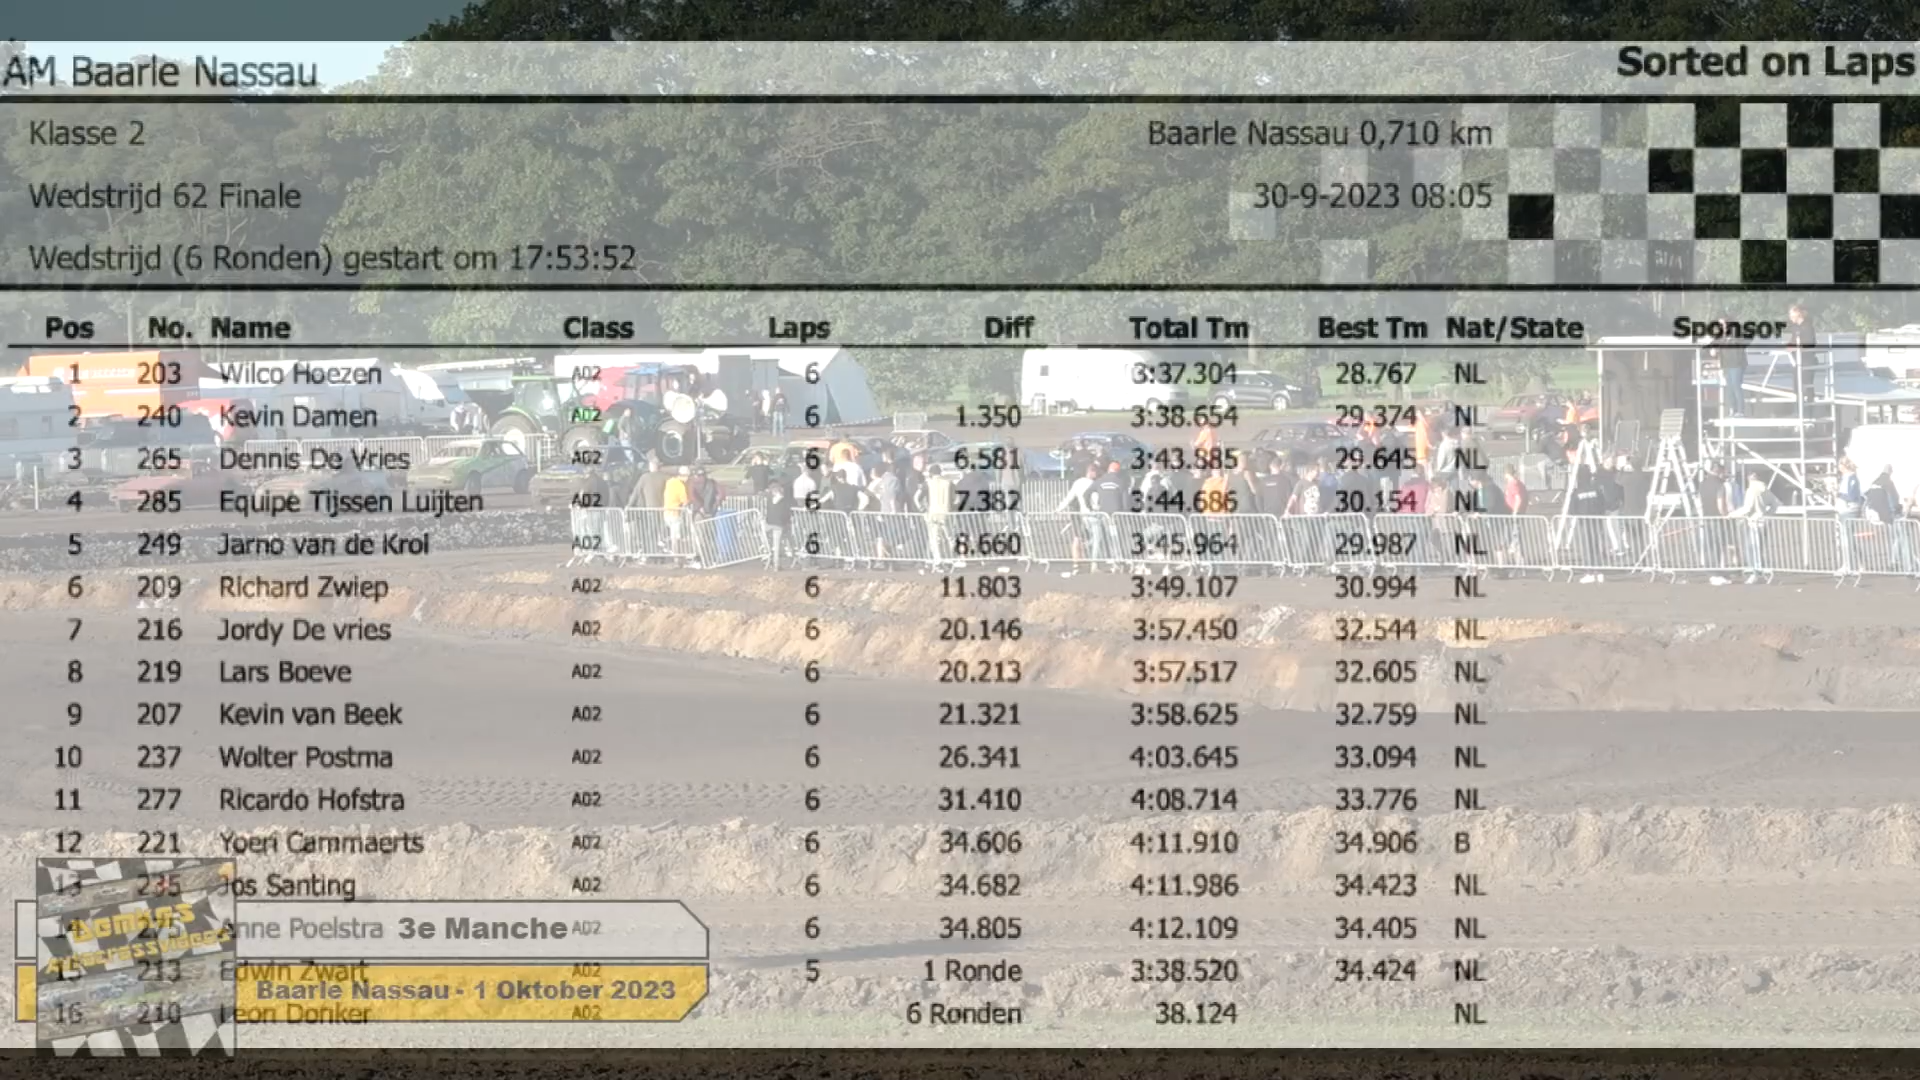 AM Baarle Nassau Sorted on Laps
Klasse 2 Baarle Nassau 0,710 km
Wedstrijd 62 Finale 30-9-2023 08:05
Wedstrijd (6 Ronden) gestart om 17:53:52
Pos No. Name Class Laps Diff Total Tm Best Tm Nat/State Sponsor
1 203 Wilco Hoezen A02 6 3:37.304 28.767 NL
2 240 Kevin Damen A02 6 1.350 3:38.654 29.374 NL
3 265 Dennis De Vries A02 6 6.581 3:43.885 29.645 NL
4 285 Equipe Tijssen Luijten A02 6 7.382 3:44.686 30.154 NL
5 249 Jarno van de Krol A02 6 8.660 3:45.964 29.987 NL
6 209 Richard Zwiep A02 6 11.803 3:49.107 30.994 NL
7 216 Jordy De vries A02 6 20.146 3:57.450 32.544 NL
8 219 Lars Boeve A02 6 20.213 3:57.517 32.605 NL
9 207 Kevin van Beek A02 6 21.321 3:58.625 32.759 NL
10 237 Wolter Postma A02 6 26.341 4:03.645 33.094 NL
11 277 Ricardo Hofstra A02 6 31.410 4:08.714 33.776 NL
12 221 Yoeri Cammaerts A02 6 34.606 4:11.910 34.906 B
13 235 Jos Santing A02 6 34.682 4:11.986 34.423 NL
14 275 Anne Poelstra A02 6 34.805 4:12.109 34.405 NL
3e Manche
15 213 Edwin Zwart A02 5 1 Ronde 3:38.520 34.424 NL
Baarle Nassau - 1 Oktober 2023
16 210 Leon Donker A02 6 Ronden 38.124 NL